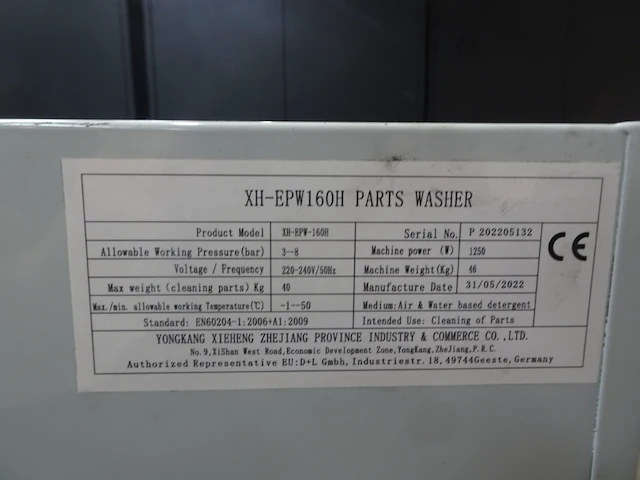 XH-EPW160H PARTS WASHER
Product Model XH-EPW-160H Serial No. P 202205132
Allowable Working Pressure(bar) 3--8 Machine power (W) 1250
Voltage / Frequency 220-240V/50Hz Machine Weight(Kg) 46
Max weight (cleaning parts) Kg 40 Manufacture Date 31/05/2022
Max./min. allowable working Temperature(℃) -1--50 Medium:Air & Water based detergent
Standard: EN60204-1:2006+A1:2009 Intended Use: Cleaning of Parts
CE
YONGKANG XIEHENG ZHEJIANG PROVINCE INDUSTRY & COMMERCE CO.,LTD.
No.9,XiShan West Road,Economic Development Zone,YongKang,ZheJiang,P.R.C.
Authorized Representative EU:D+L Gmbh, Industriestr. 18, 49744Geeste, Germany